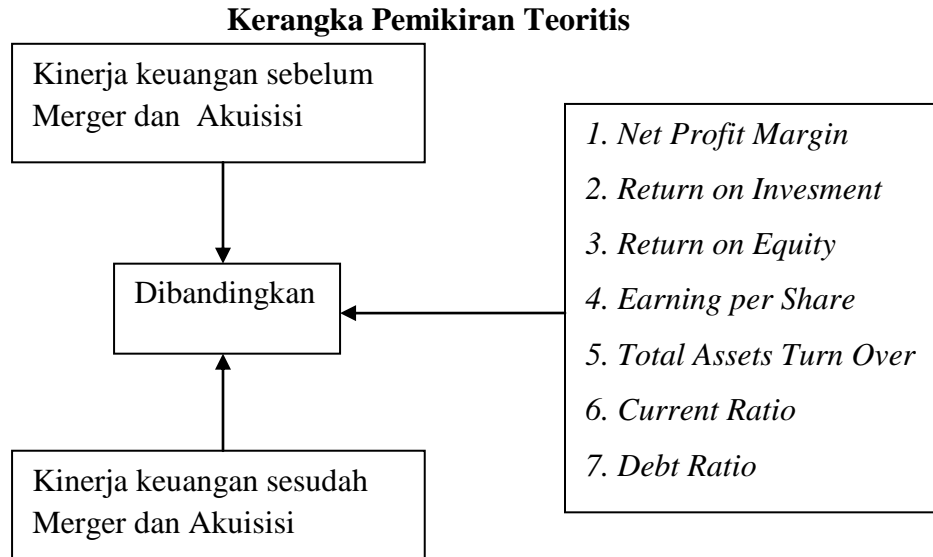 Kerangka Pemikiran Teoritis
Kinerja keuangan sebelum
Merger dan Akuisisi
1. Net Profit Margin
2. Return on Invesment
3. Return on Equity
4. Earning per Share
5. Total Assets Turn Over
6. Current Ratio
7. Debt Ratio
Dibandingkan
Kinerja keuangan sesudah
Merger dan Akuisisi